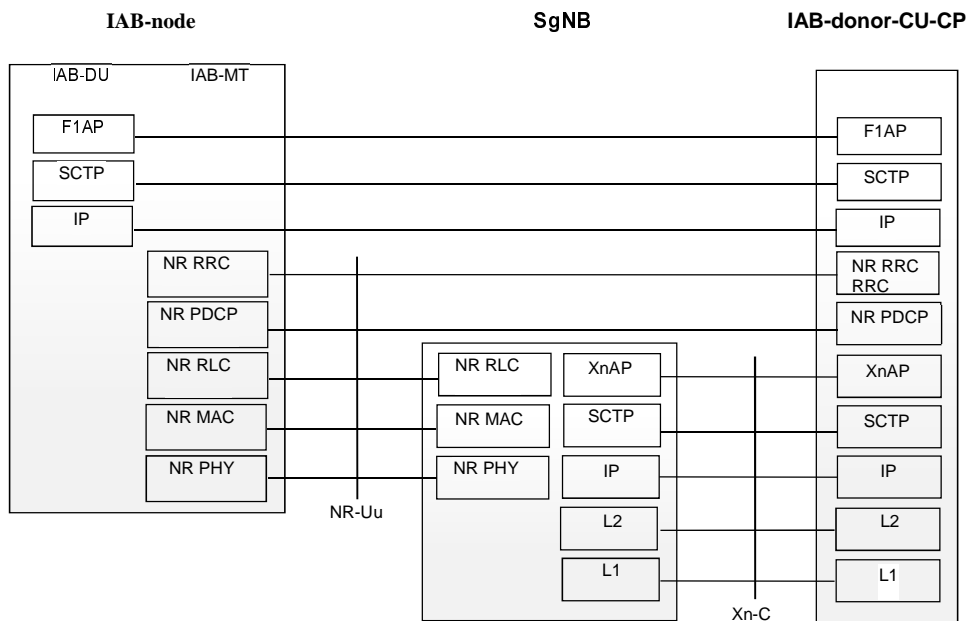 IAB-node SgNB IAB-donor-CU-CP
IAB-DU IAB-MT
F1AP F1AP
SCTP SCTP
IP IP
NR RRC NR RRC
RRC
NR PDCP NR PDCP
NR RLC NR RLC XnAP XnAP
NR MAC NR MAC SCTP SCTP
NR PHY NR PHY IP IP
NR-Uu
L2 L2
L1 L1
Xn-C